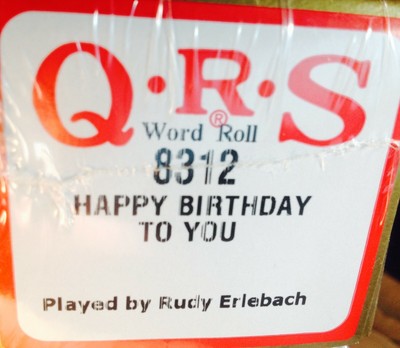 Q·R·S
®
Word Roll
8312
HAPPY BIRTHDAY
TO YOU
Played by Rudy Erlebach